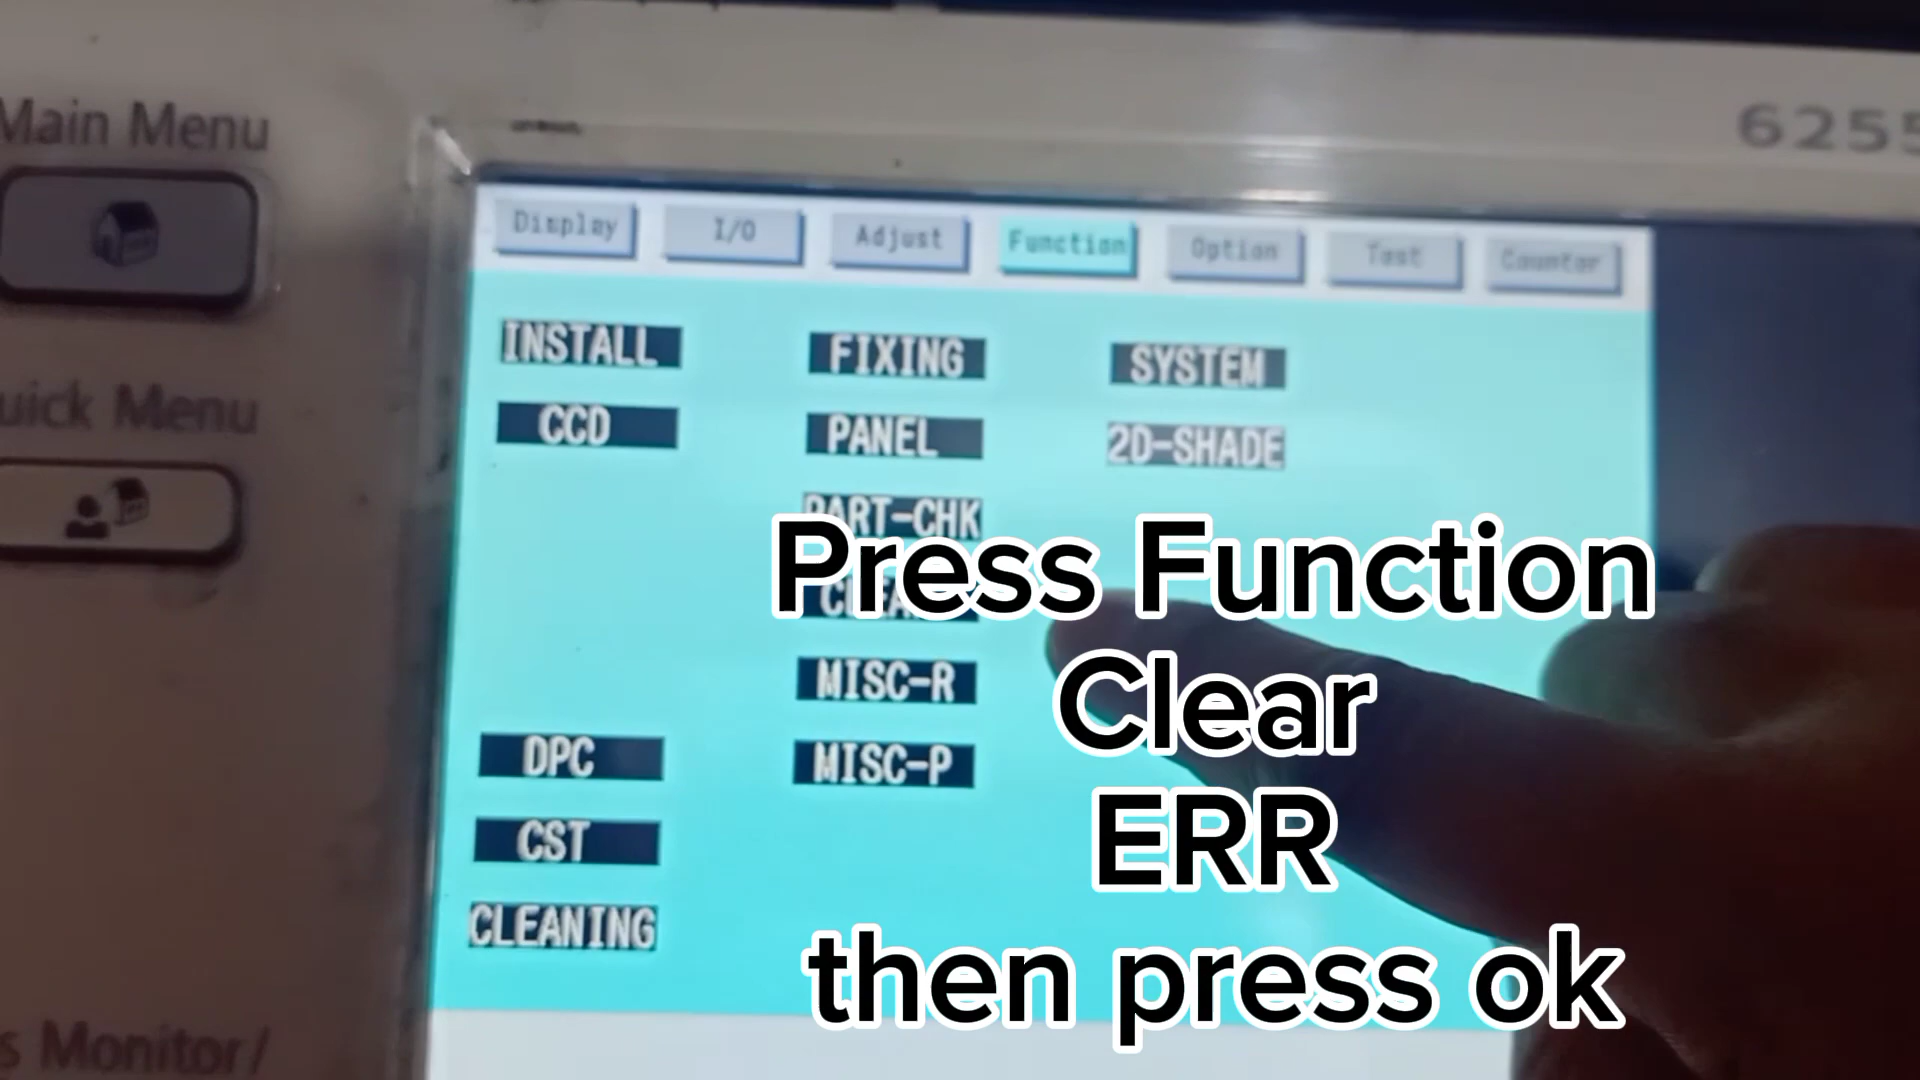 Main Menu
6255
Display I/O Adjust Function Option Test Counter
INSTALL FIXING SYSTEM
CCD PANEL 2D-SHADE
uick Menu
PART-CHK
CLEAR
MISC-R
DPC MISC-P
CST
CLEANING
s Monitor/
Press Function
Clear
ERR
then press ok